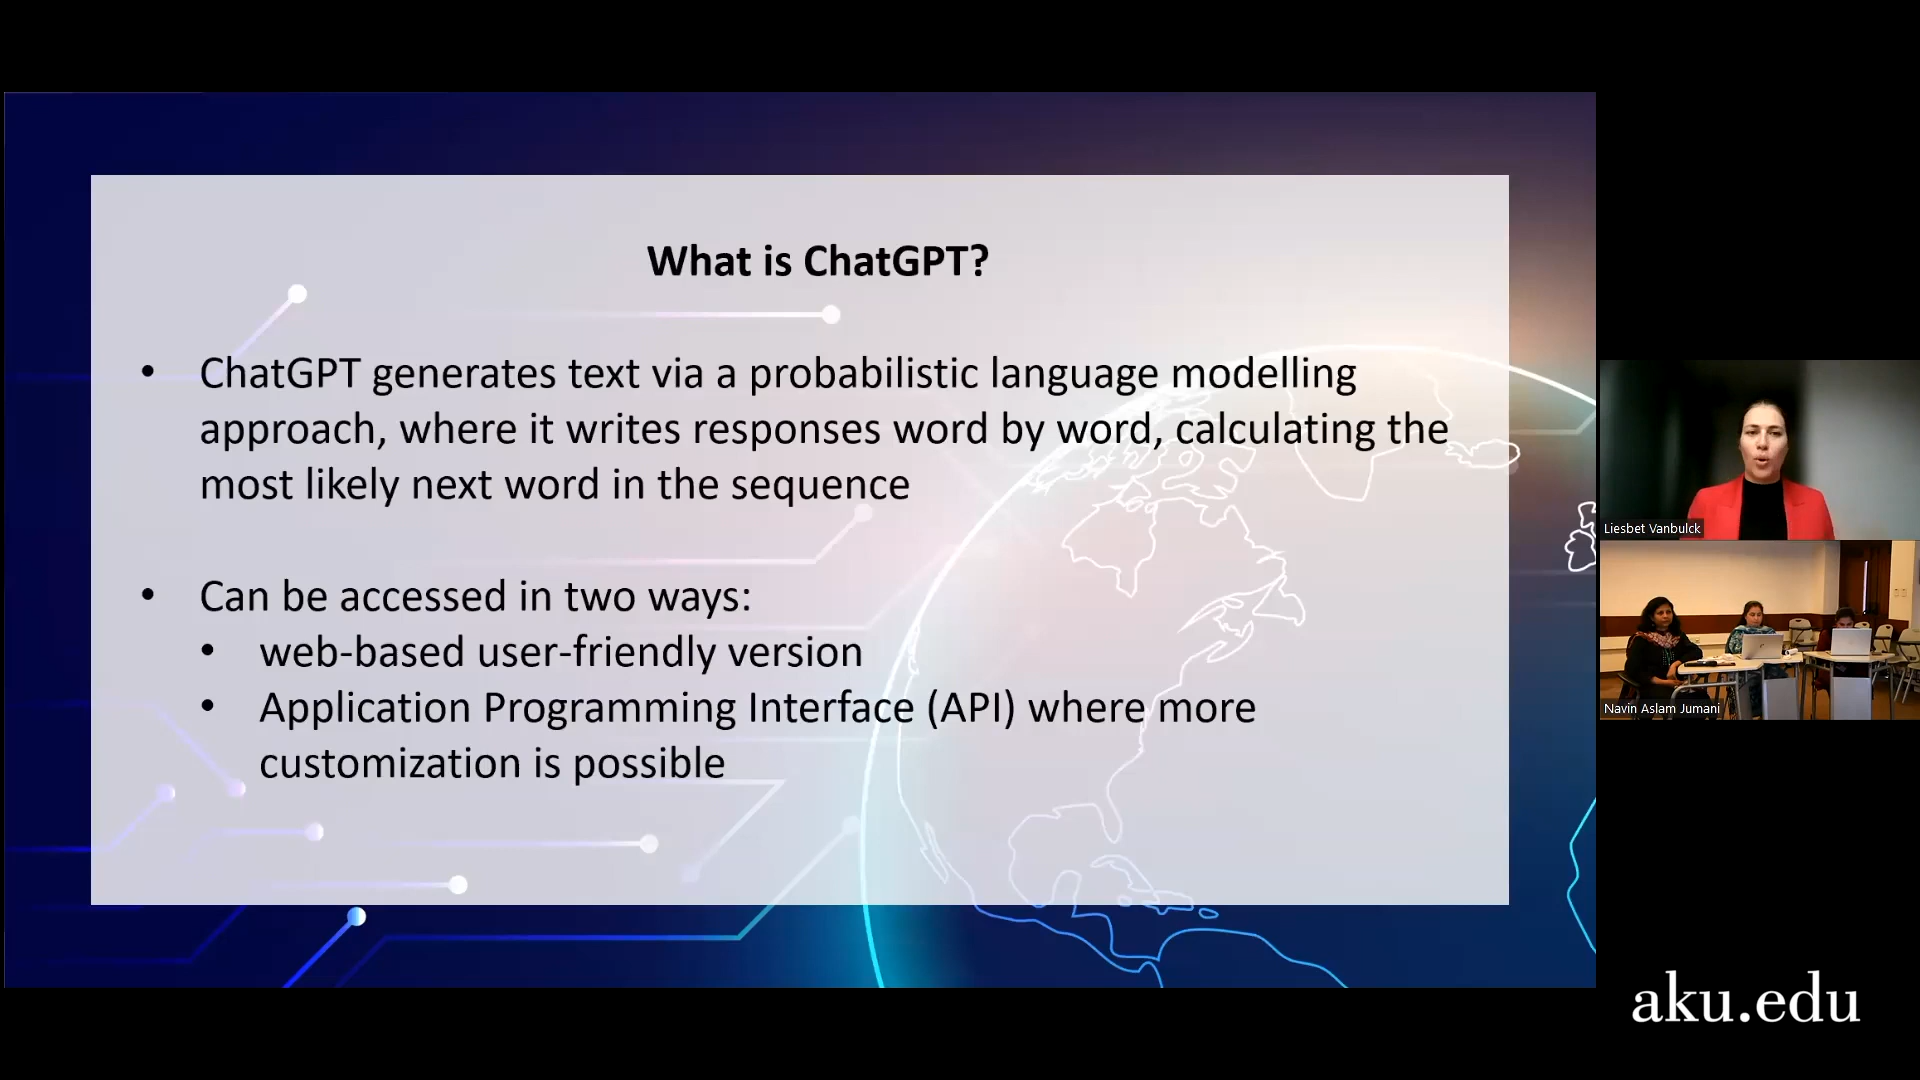 What is ChatGPT?
• ChatGPT generates text via a probabilistic language modelling
approach, where it writes responses word by word, calculating the
most likely next word in the sequence
• Can be accessed in two ways:
• web-based user-friendly version
• Application Programming Interface (API) where more
customization is possible
Liesbet Vanbulck
Navin Aslam Jumani
aku.edu